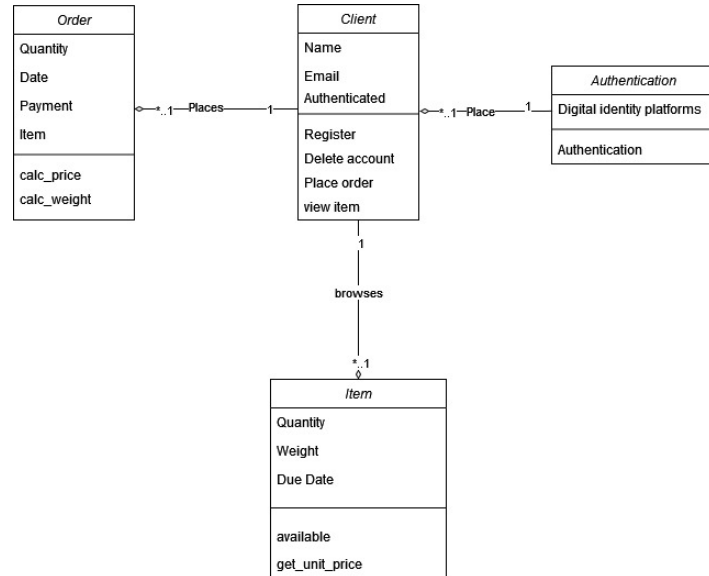 Order
Quantity
Date
Payment
Item
calc_price
calc_weight
*..1 Places 1
Client
Name
Email
Authenticated
Register
Delete account
Place order
view item
*..1 Place 1
Authentication
Digital identity platforms
Authentication
1
browses
*..1
Item
Quantity
Weight
Due Date
available
get_unit_price